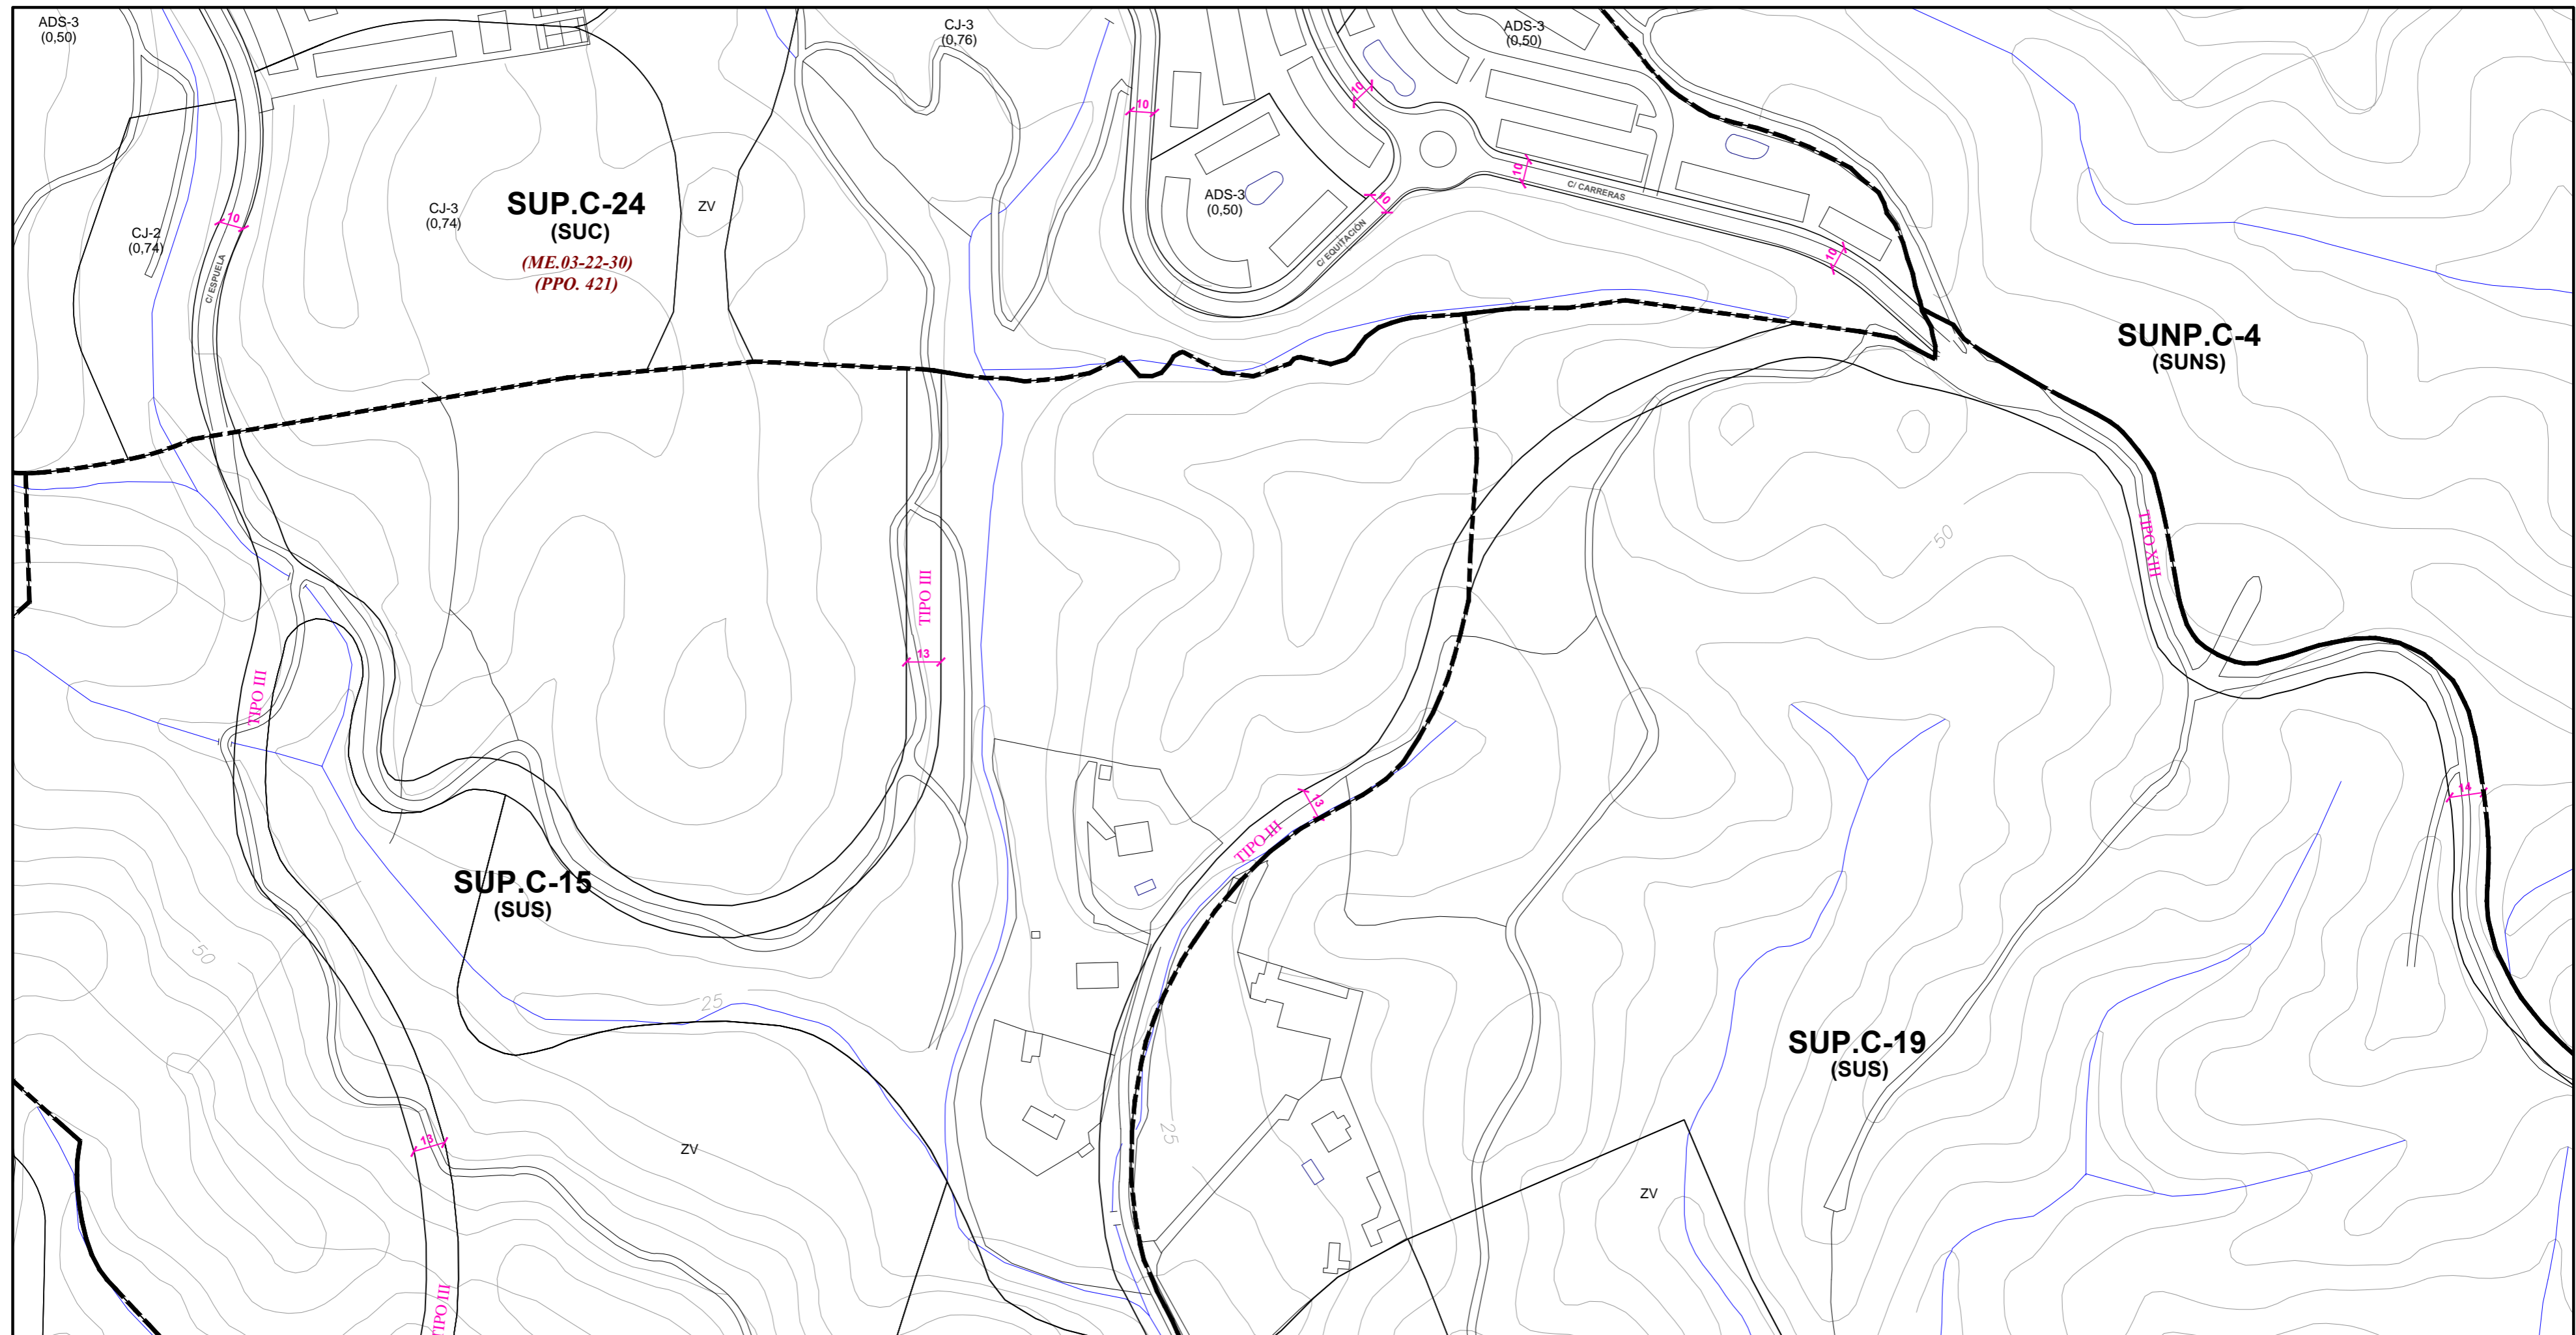 ADS-3
(0,50)
CJ-3
(0,76)
ADS-3
(0,50)
10
10
10
10
10
10
10
C/ CARRERAS
C/ EQUITACIÓN
C/ ESPUELA
ADS-3
(0,50)
CJ-2
(0,74)
CJ-3
(0,74)
SUP.C-24
(SUC)
(ME.03-22-30)
(PPO. 421)
ZV
SUNP.C-4
(SUNS)
50
TIPO XIII
TIPO III
13
TIPO III
13
TIPO III
14
SUP.C-15
(SUS)
50
25
25
SUP.C-19
(SUS)
13
ZV
ZV
TIPO III